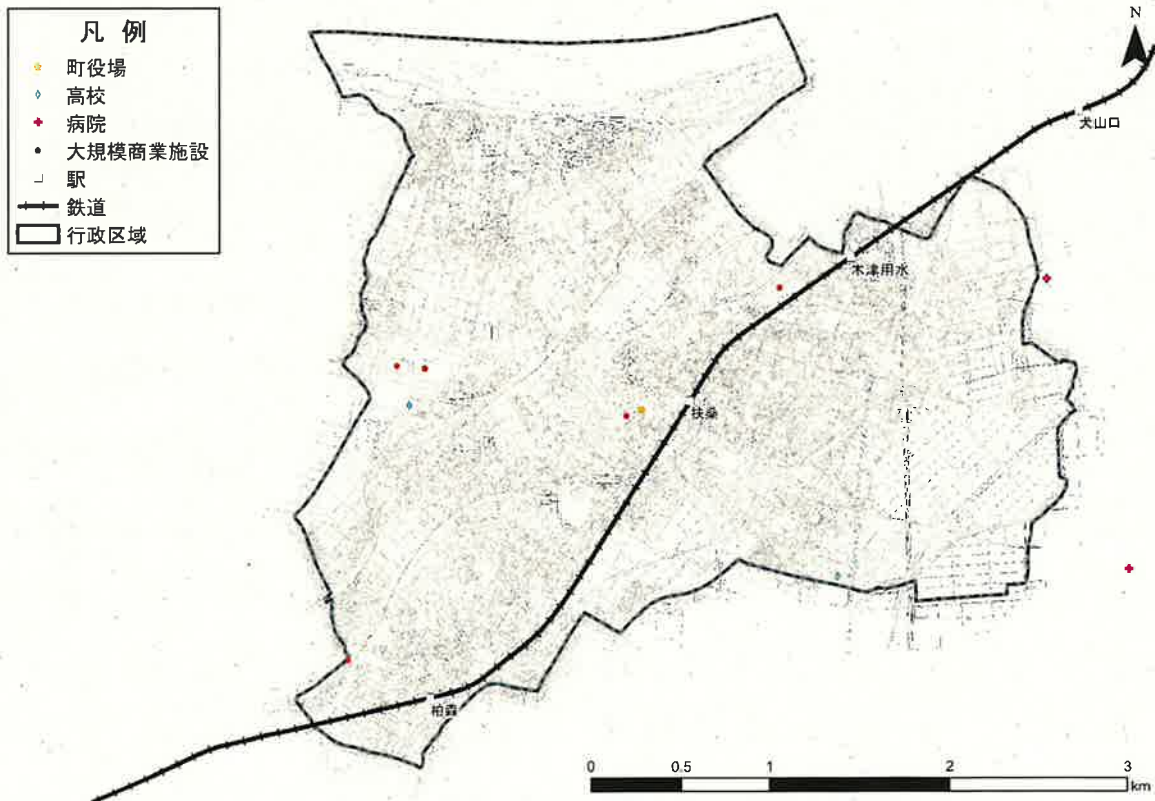 凡例
町役場
高校
病院
大規模商業施設
駅
鉄道
行政区域
N
犬山口
木津用水
扶桑
柏森
0 0.5 1 2 3
km